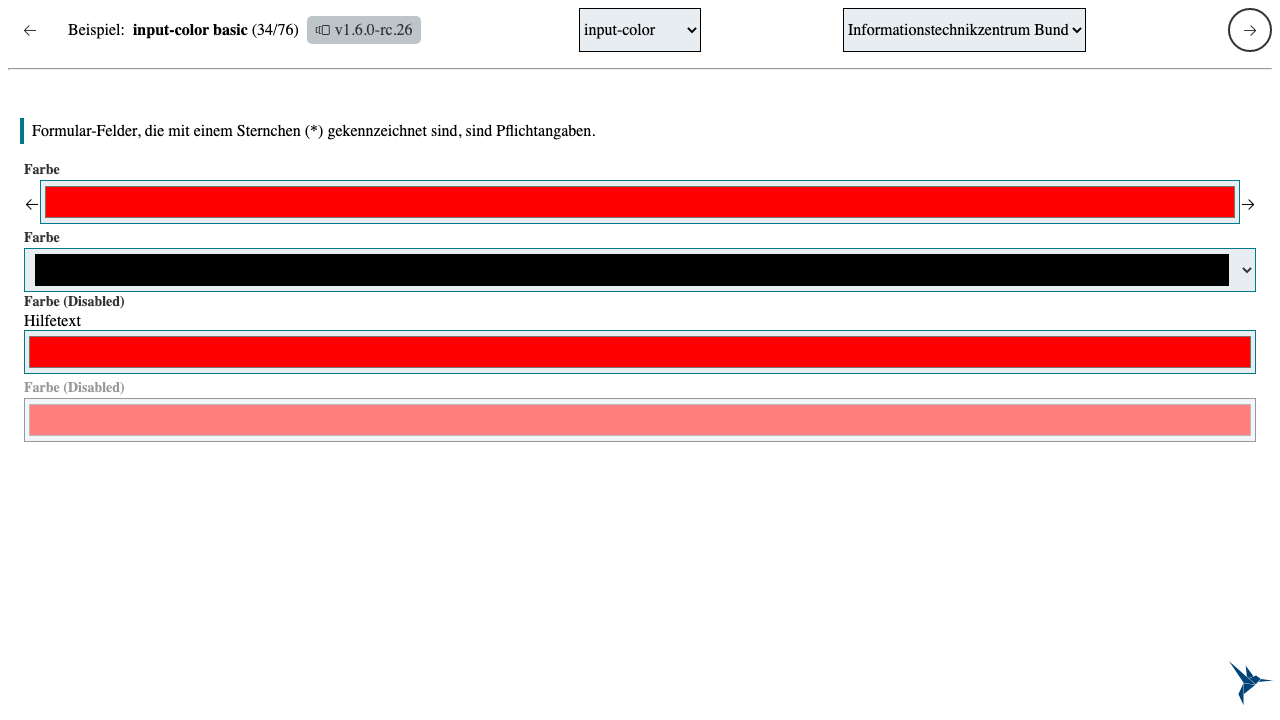 Beispiel: input-color basic (34/76) v1.6.0-rc.26 input-color Informationstechnikzentrum Bund
Formular-Felder, die mit einem Sternchen (*) gekennzeichnet sind, sind Pflichtangaben.
Farbe
Farbe
Farbe (Disabled)
Hilfetext
Farbe (Disabled)